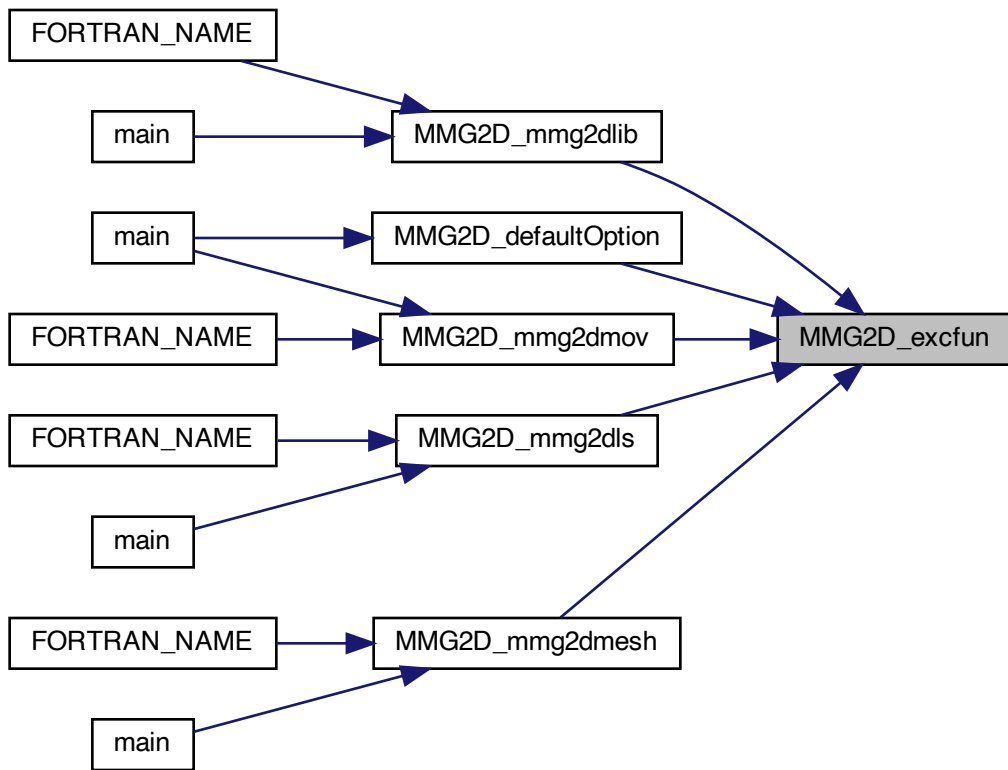 FORTRAN_NAME
main
MMG2D_mmg2dlib
main
MMG2D_defaultOption
FORTRAN_NAME
MMG2D_mmg2dmov
MMG2D_excfun
FORTRAN_NAME
MMG2D_mmg2dls
main
FORTRAN_NAME
MMG2D_mmg2dmesh
main